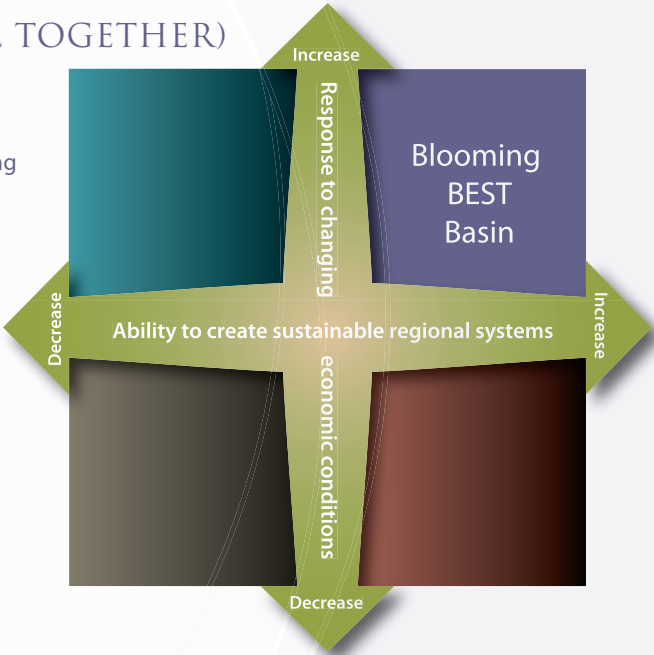 TOGETHER)
Increase
Response to changing
Blooming
BEST
Basin
Decrease
Ability to create sustainable regional systems
Increase
economic conditions
Decrease